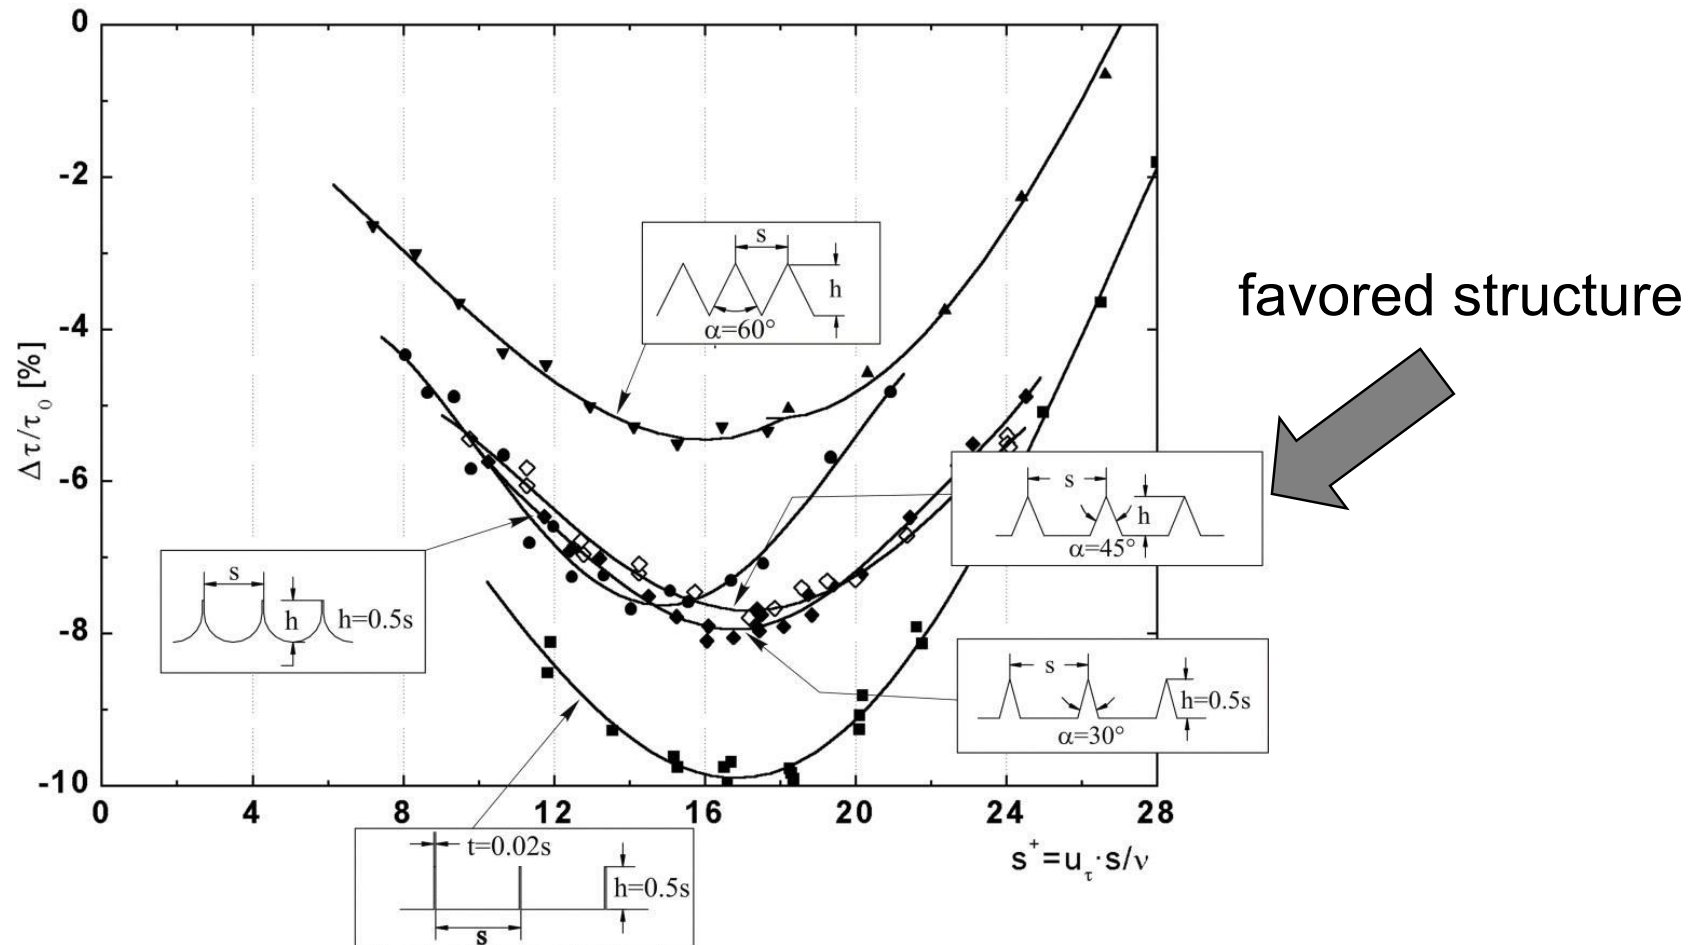 0
-2
-4
-6
-8
-10
Δτ/τ₀ [%]
0 4 8 12 16 20 24 28
s⁺=u_τ·s/ν
s
h
α=60°
favored structure
s
h
α=45°
s
h
h=0.5s
s
h=0.5s
α=30°
t=0.02s
h=0.5s
s